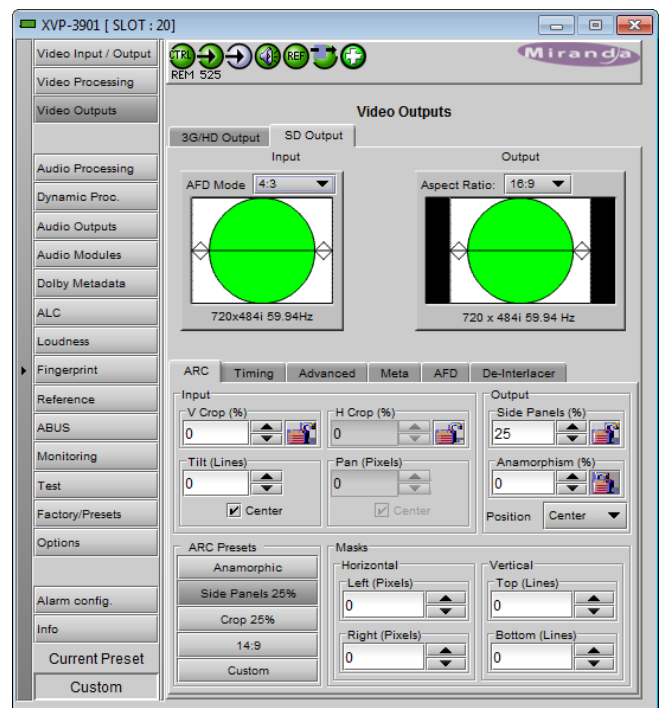 XVP-3901 [ SLOT : 20]
Video Input / Output
Video Processing
Video Outputs
Audio Processing
Dynamic Proc.
Audio Outputs
Audio Modules
Dolby Metadata
ALC
Loudness
Fingerprint
Reference
ABUS
Monitoring
Test
Factory/Presets
Options
Alarm config.
Info
Current Preset
Custom
CTRL
REF
REM 525
Miranda
Video Outputs
3G/HD Output SD Output
Input
AFD Mode 4:3
720x484i 59.94Hz
Output
Aspect Ratio: 16:9
720 x 484i 59.94 Hz
ARC Timing Advanced Meta AFD De-Interlacer
Input
V Crop (%)
0
H Crop (%)
0
Tilt (Lines)
0
Center
Pan (Pixels)
0
Center
Output
Side Panels (%)
25
Anamorphism (%)
0
Position Center
ARC Presets
Anamorphic
Side Panels 25%
Crop 25%
14:9
Custom
Masks
Horizontal
Left (Pixels)
0
Right (Pixels)
0
Vertical
Top (Lines)
0
Bottom (Lines)
0